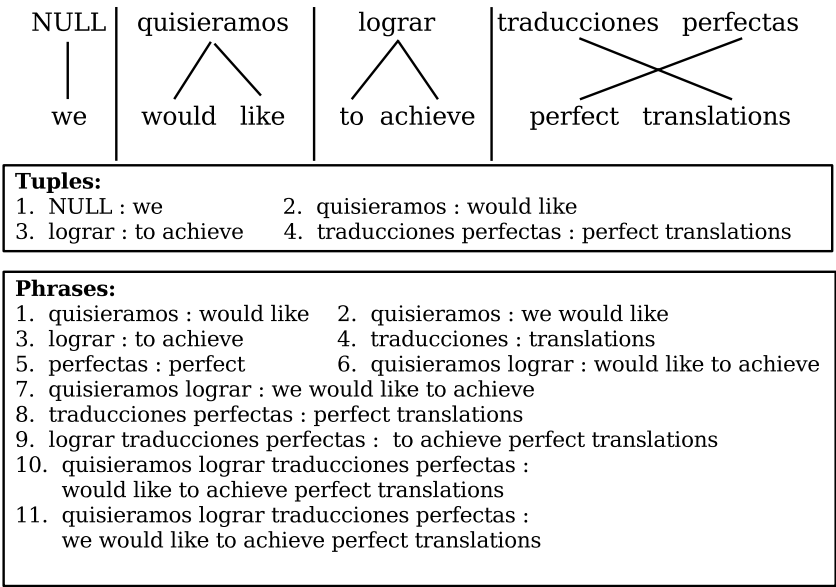 NULL quisieramos lograr traducciones perfectas
we would like to achieve perfect translations
Tuples:
1. NULL : we 2. quisieramos : would like
3. lograr : to achieve 4. traducciones perfectas : perfect translations
Phrases:
1. quisieramos : would like 2. quisieramos : we would like
3. lograr : to achieve 4. traducciones : translations
5. perfectas : perfect 6. quisieramos lograr : would like to achieve
7. quisieramos lograr : we would like to achieve
8. traducciones perfectas : perfect translations
9. lograr traducciones perfectas : to achieve perfect translations
10. quisieramos lograr traducciones perfectas :
would like to achieve perfect translations
11. quisieramos lograr traducciones perfectas :
we would like to achieve perfect translations